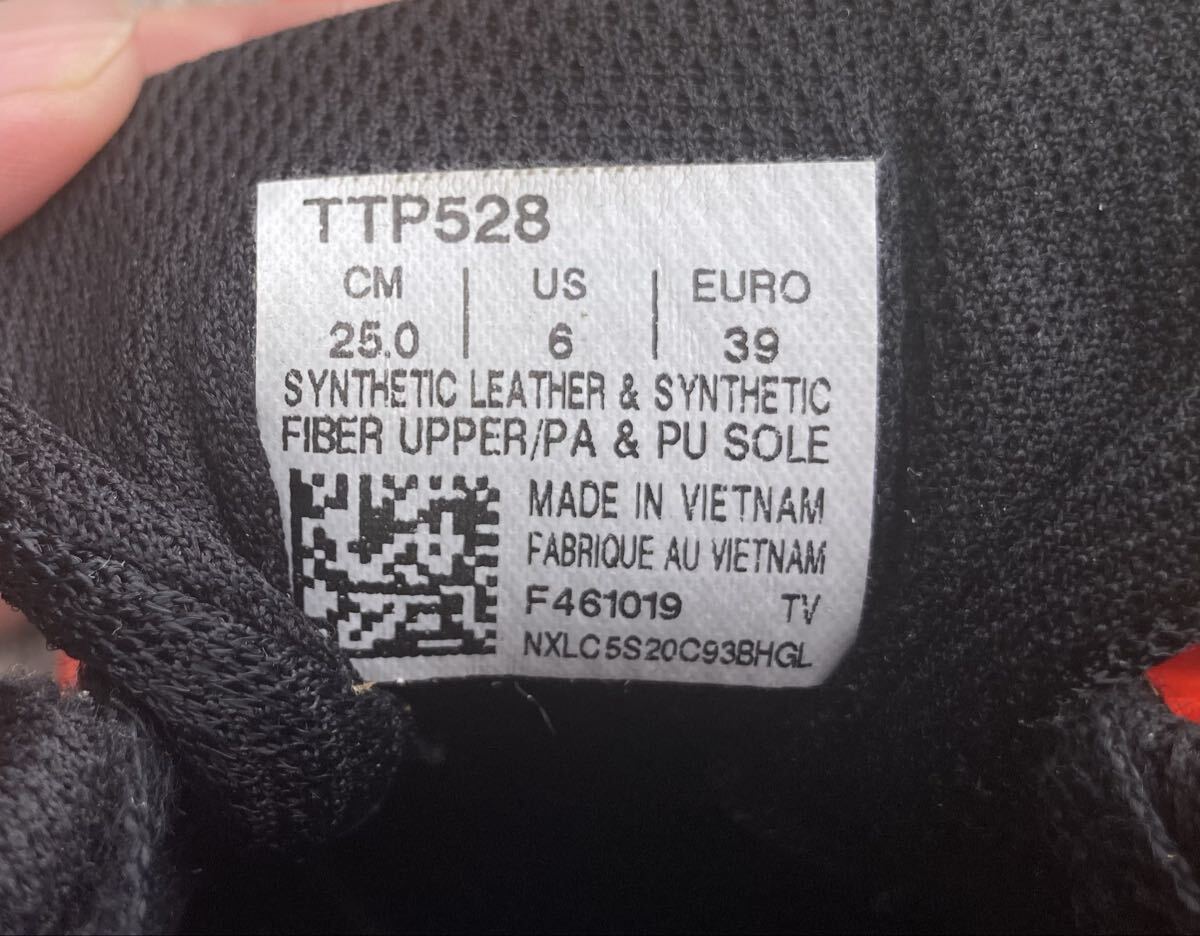 TTP528
CM | US | EURO
25.0 | 6 | 39
SYNTHETIC LEATHER & SYNTHETIC
FIBER UPPER/PA & PU SOLE
MADE IN VIETNAM
FABRIQUE AU VIETNAM
F461019 TV
NXLC5S20C93BHGL